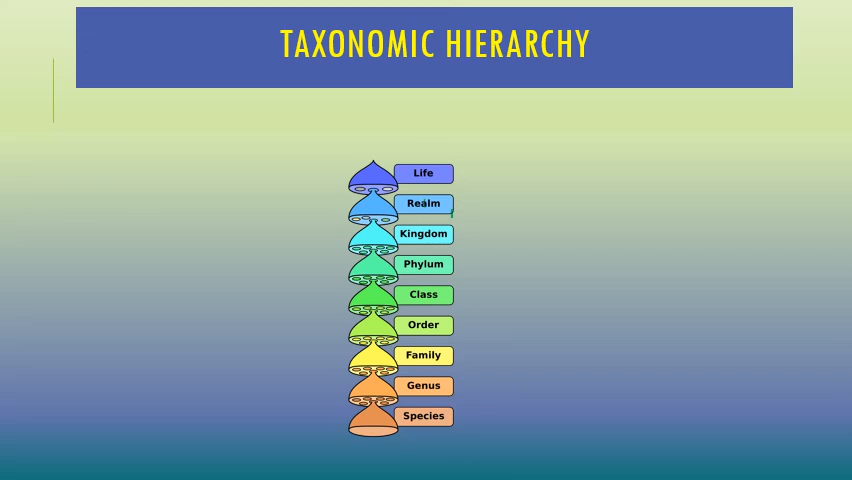 TAXONOMIC HIERARCHY
Life
Realm
Kingdom
Phylum
Class
Order
Family
Genus
Species